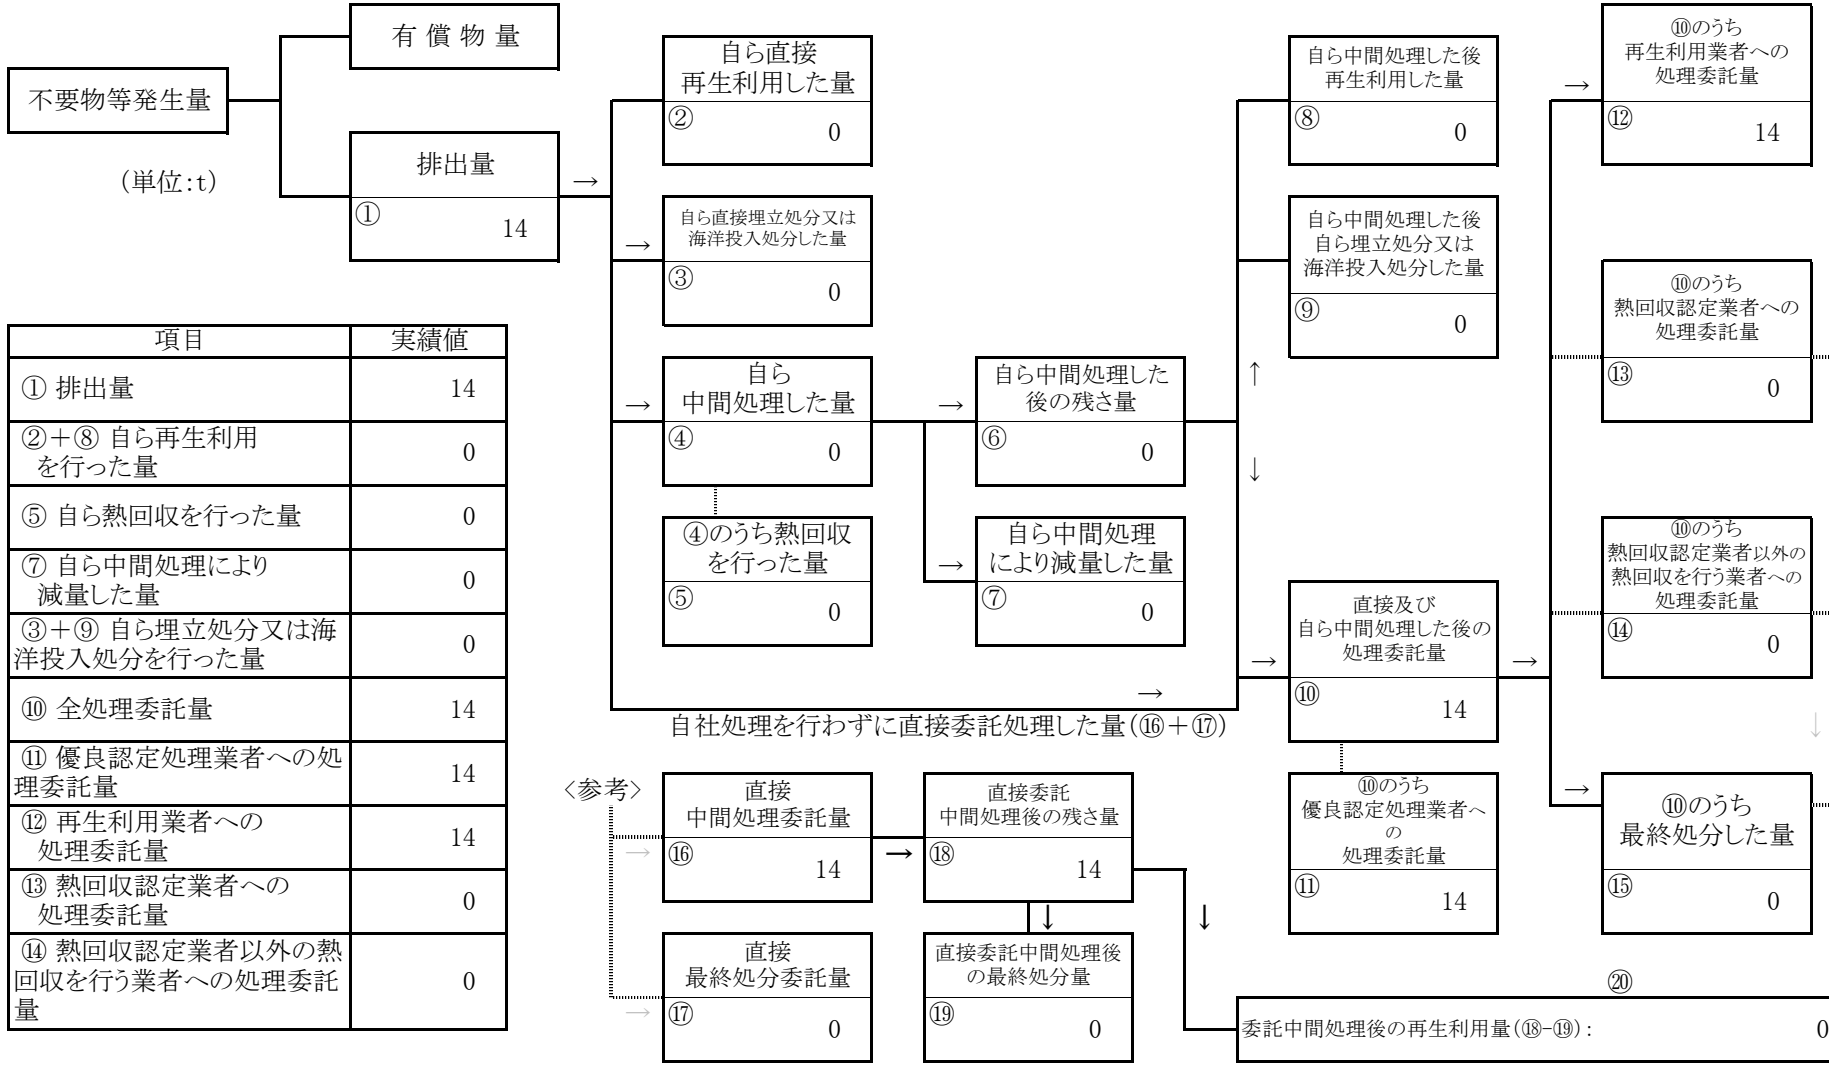 有 償 物 量
不要物等発生量
(単位:t)
排出量
①
14
→
自ら直接
再生利用した量
②
0
→
自ら直接埋立処分又は
海洋投入処分した量
③
0
→
自ら
中間処理した量
④
0
④のうち熱回収
を行った量
⑤
0
→
自ら中間処理した
後の残さ量
⑥
0
→
自ら中間処理
により減量した量
⑦
0
自ら中間処理した後
再生利用した量
⑧
0
自ら中間処理した後
自ら埋立処分又は
海洋投入処分した量
⑨
0
↑
↓
→
自社処理を行わずに直接委託処理した量(⑯+⑰)
→
直接及び
自ら中間処理した後の
処理委託量
⑩
14
→
⑩のうち
優良認定処理業者へ
の
処理委託量
⑪
14
→
⑩のうち
再生利用業者への
処理委託量
⑫
14
⑩のうち
熱回収認定業者への
処理委託量
⑬
0
⑩のうち
熱回収認定業者以外の
熱回収を行う業者への
処理委託量
⑭
0
↓
→
⑩のうち
最終処分した量
⑮
0
項目 実績値
① 排出量 14
②+⑧ 自ら再生利用
を行った量 0
⑤ 自ら熱回収を行った量 0
⑦ 自ら中間処理により
減量した量 0
③+⑨ 自ら埋立処分又は海
洋投入処分を行った量 0
⑩ 全処理委託量 14
⑪ 優良認定処理業者への処
理委託量 14
⑫ 再生利用業者への
処理委託量 14
⑬ 熱回収認定業者への
処理委託量 0
⑭ 熱回収認定業者以外の熱
回収を行う業者への処理委託
量 0
<参考>
→
直接
中間処理委託量
⑯
14
→
直接委託
中間処理後の残さ量
⑱
14
↓
↓
→
直接
最終処分委託量
⑰
0
直接委託中間処理後
の最終処分量
⑲
0
⑳
委託中間処理後の再生利用量(⑱-⑲): 0